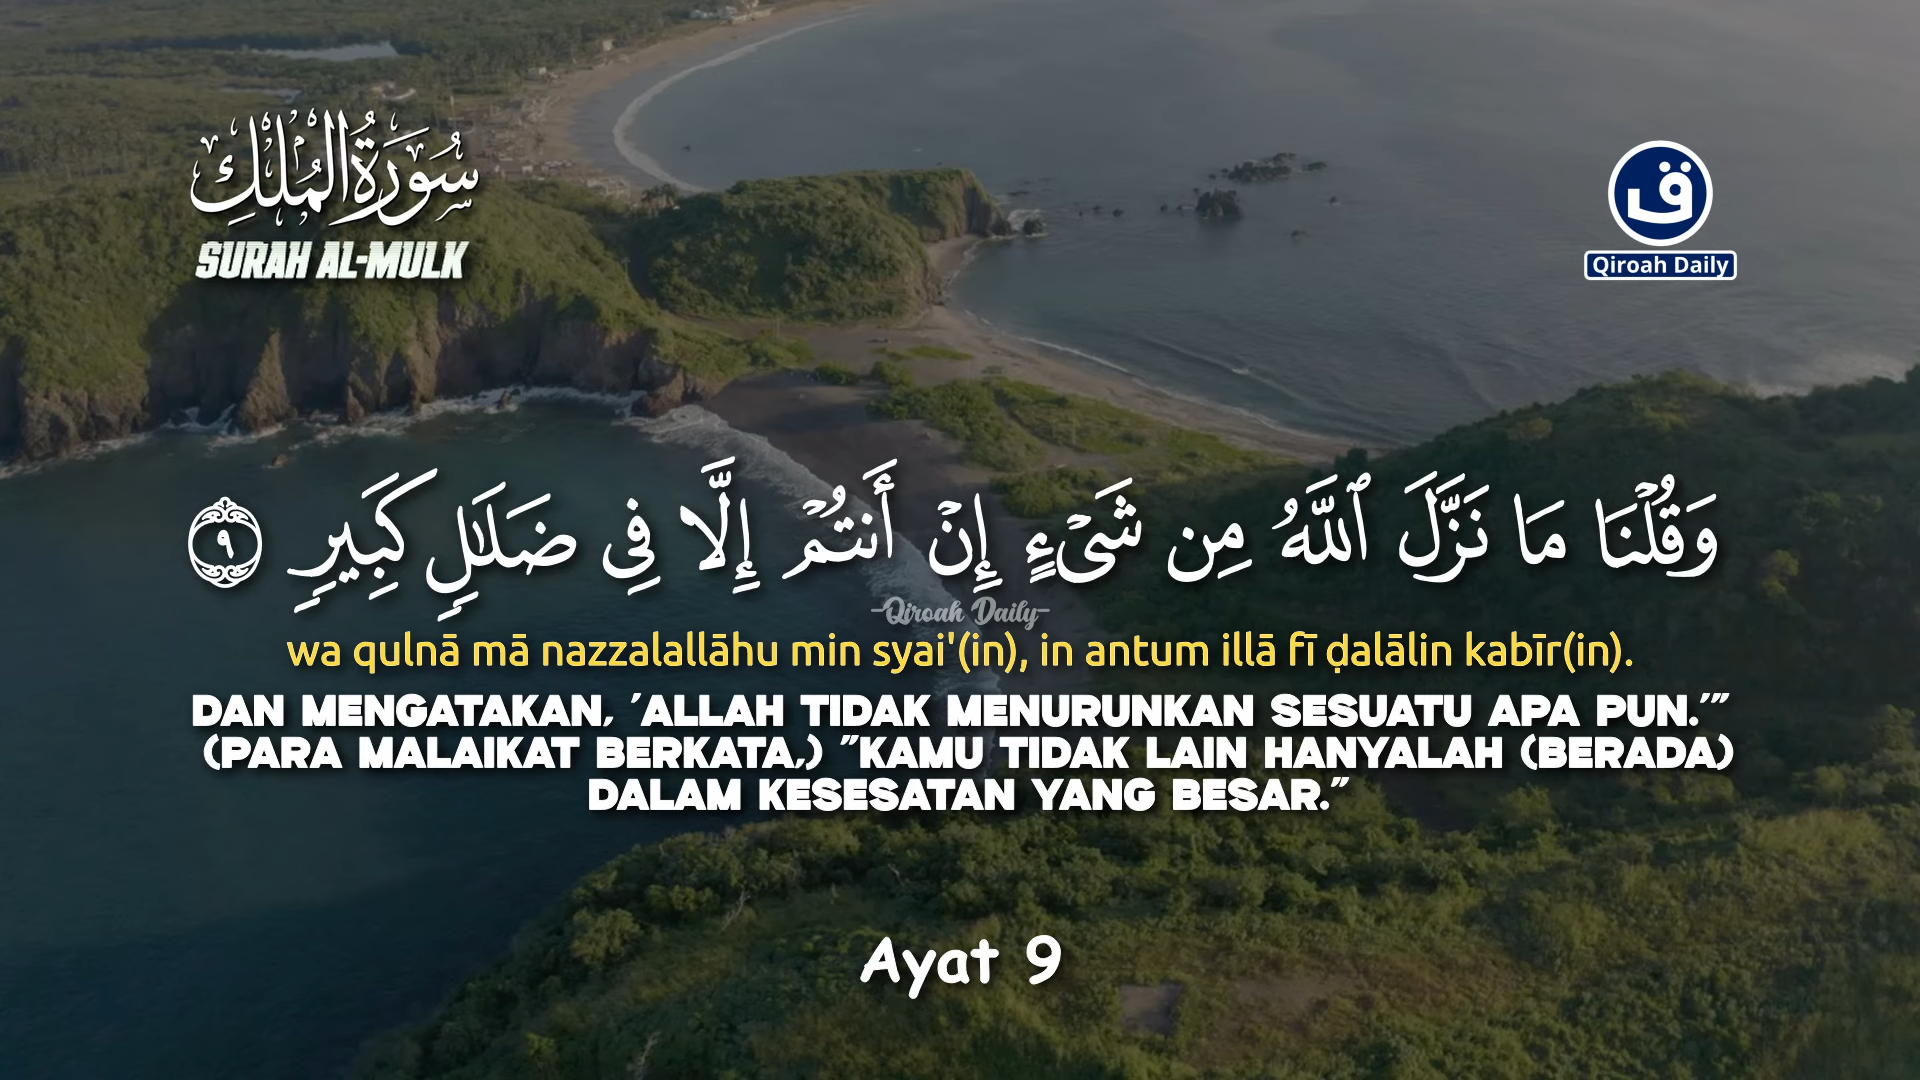 سُورَةُ الْمُلْكِ
SURAH AL-MULK
ق
Qiroah Daily
وَقُلْنَا مَا نَزَّلَ ٱللَّهُ مِن شَىْءٍ إِنْ أَنتُمْ إِلَّا فِى ضَلَـٰلٍ كَبِيرٍ ٩
-Qiroah Daily-
wa qulnā mā nazzalallāhu min syai'(in), in antum illā fī ḍalālin kabīr(in).
DAN MENGATAKAN, 'ALLAH TIDAK MENURUNKAN SESUATU APA PUN.'"
(PARA MALAIKAT BERKATA,) "KAMU TIDAK LAIN HANYALAH (BERADA)
DALAM KESESATAN YANG BESAR."
Ayat 9